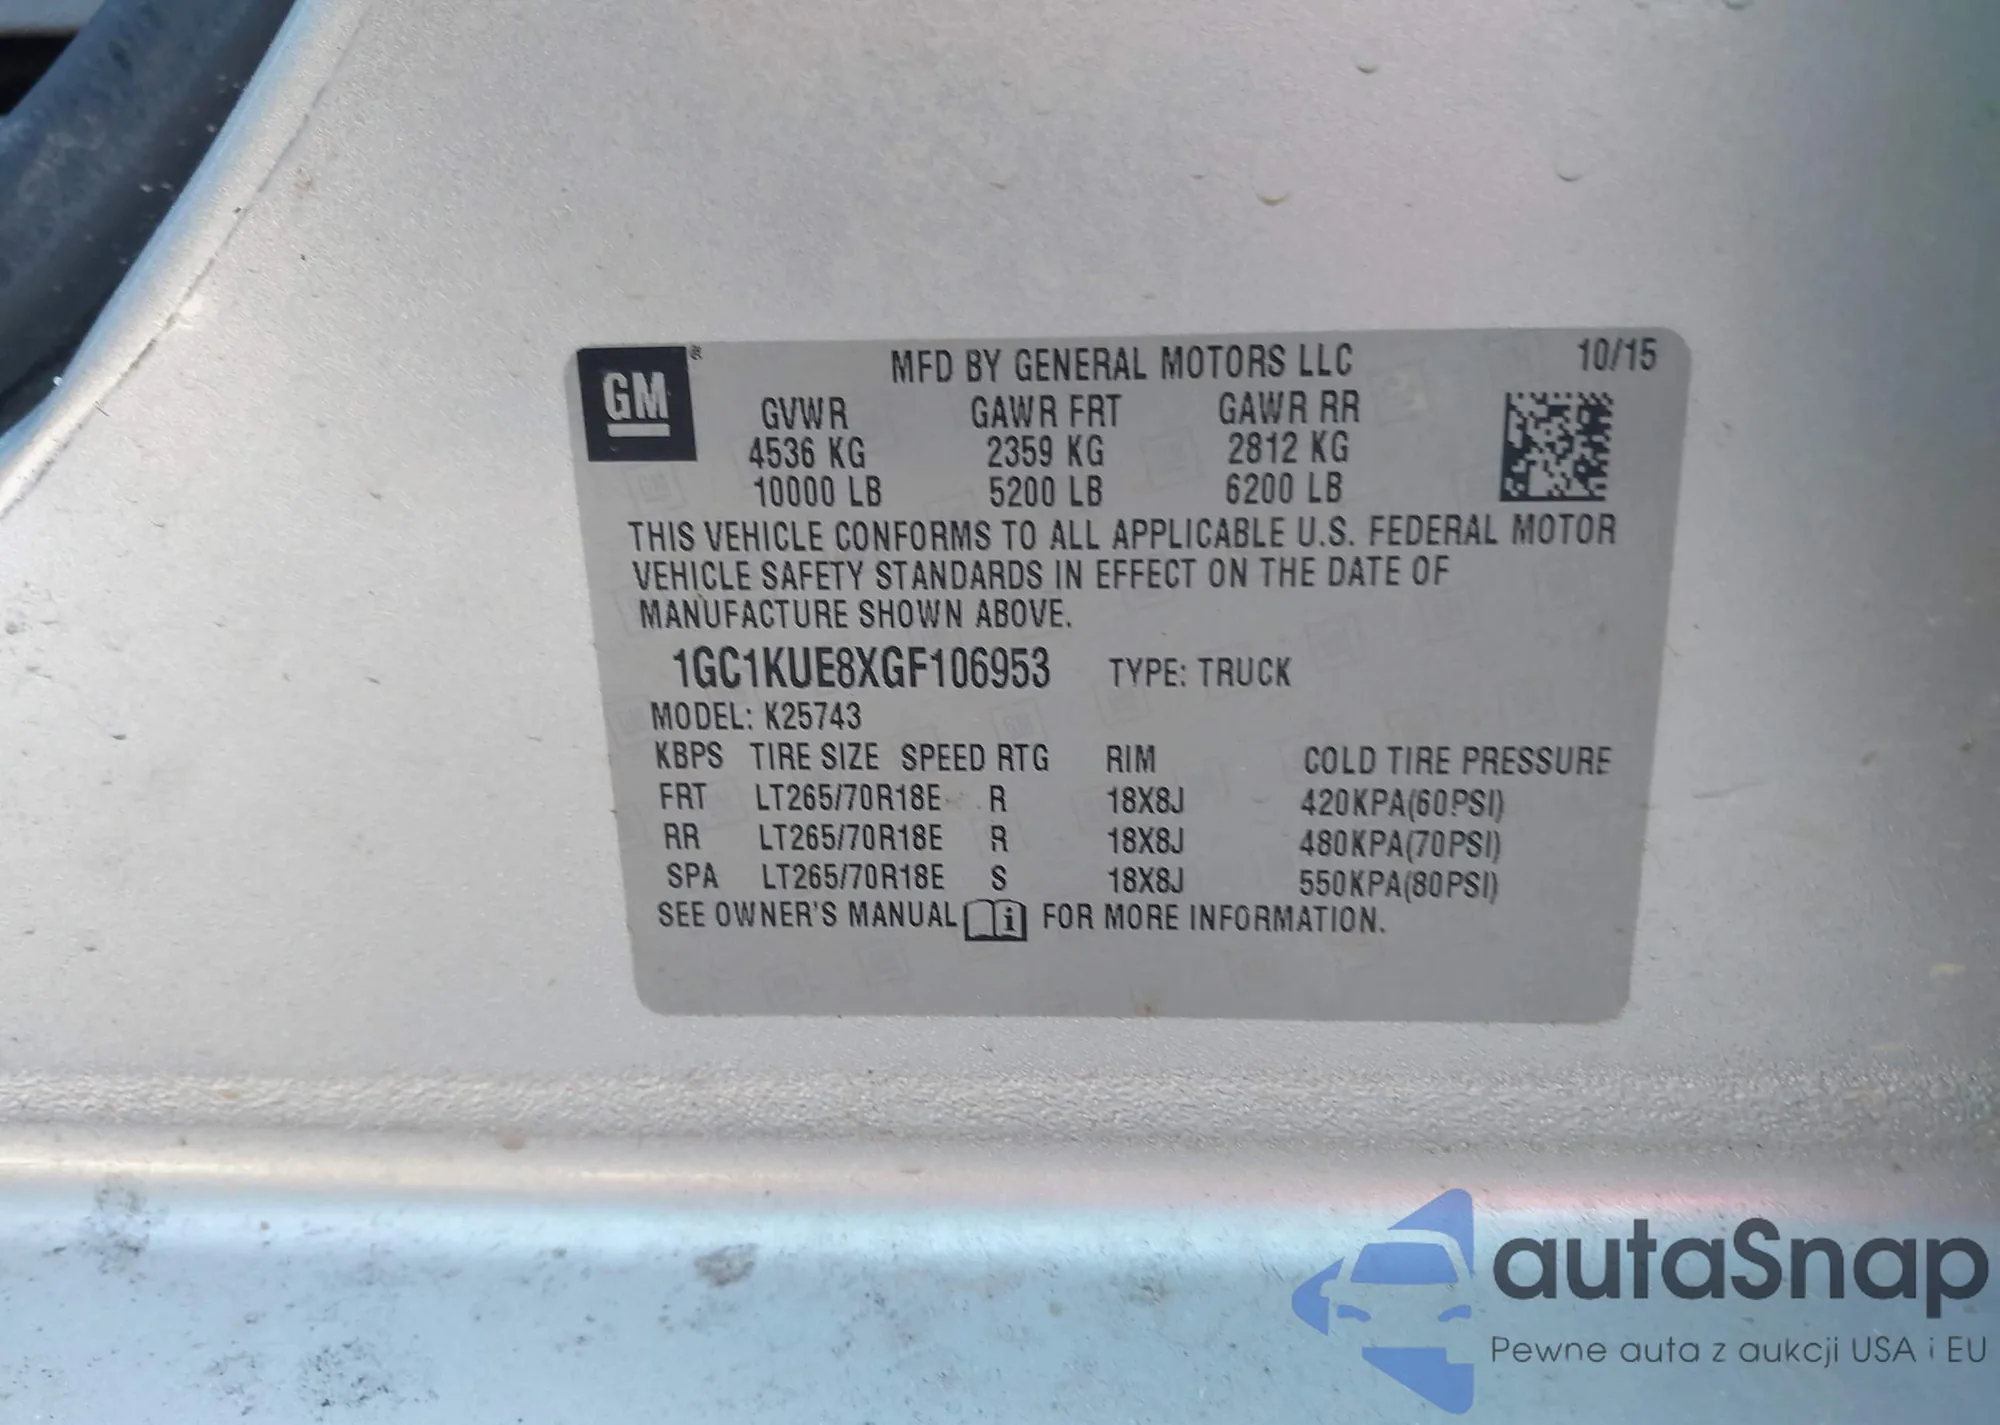 GM
MFD BY GENERAL MOTORS LLC 10/15
GVWR GAWR FRT GAWR RR
4536 KG 2359 KG 2812 KG
10000 LB 5200 LB 6200 LB
THIS VEHICLE CONFORMS TO ALL APPLICABLE U.S. FEDERAL MOTOR
VEHICLE SAFETY STANDARDS IN EFFECT ON THE DATE OF
MANUFACTURE SHOWN ABOVE.
1GC1KUE8XGF106953 TYPE: TRUCK
MODEL: K25743
KBPS TIRE SIZE SPEED RTG RIM COLD TIRE PRESSURE
FRT LT265/70R18E R 18X8J 420KPA(60PSI)
RR LT265/70R18E R 18X8J 480KPA(70PSI)
SPA LT265/70R18E S 18X8J 550KPA(80PSI)
SEE OWNER'S MANUAL i FOR MORE INFORMATION.
autaSnap
Pewne auta z aukcji USA i EU